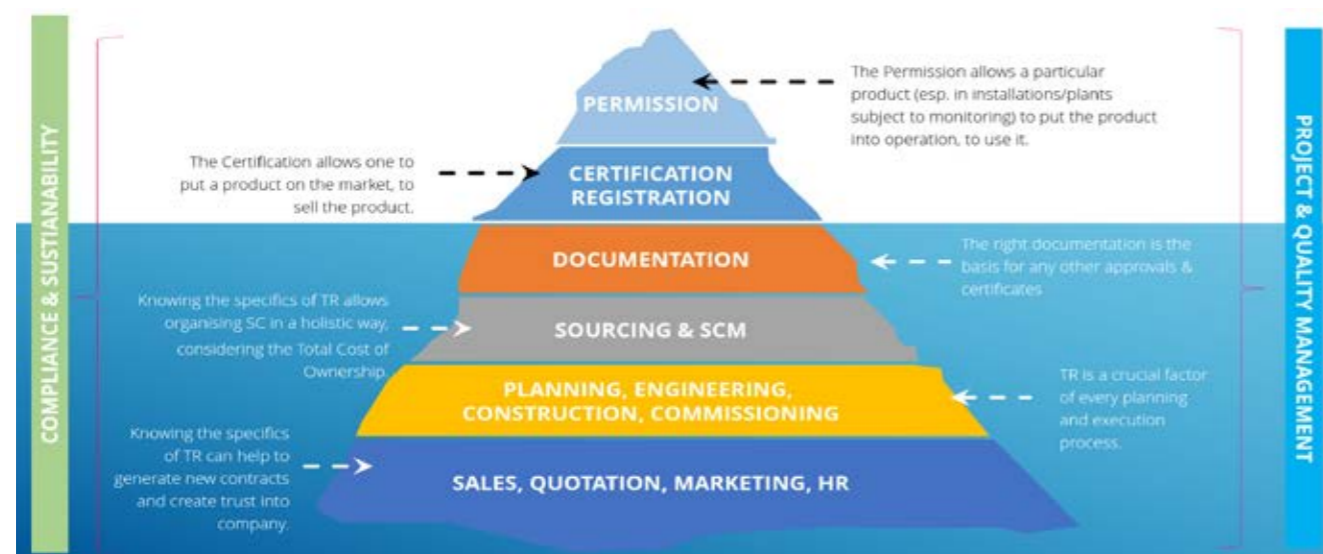 COMPLIANCE & SUSTIANABILITY
PERMISSION
The Permission allows a particular
product (esp. in installations/plants
subject to monitoring) to put the product
into operation, to use it.
The Certification allows one to
put a product on the market, to
sell the product.
CERTIFICATION
REGISTRATION
DOCUMENTATION
The right documentation is the
basis for any other approvals &
certificates
Knowing the specifics of TR allows
organising SC in a holistic way,
considering the Total Cost of
Ownership.
SOURCING & SCM
PLANNING, ENGINEERING,
CONSTRUCTION, COMMISSIONING
TR is a crucial factor
of every planning
and execution
process.
Knowing the specifics
of TR can help to
generate new contracts
and create trust into
company.
SALES, QUOTATION, MARKETING, HR
PROJECT & QUALITY MANAGEMENT